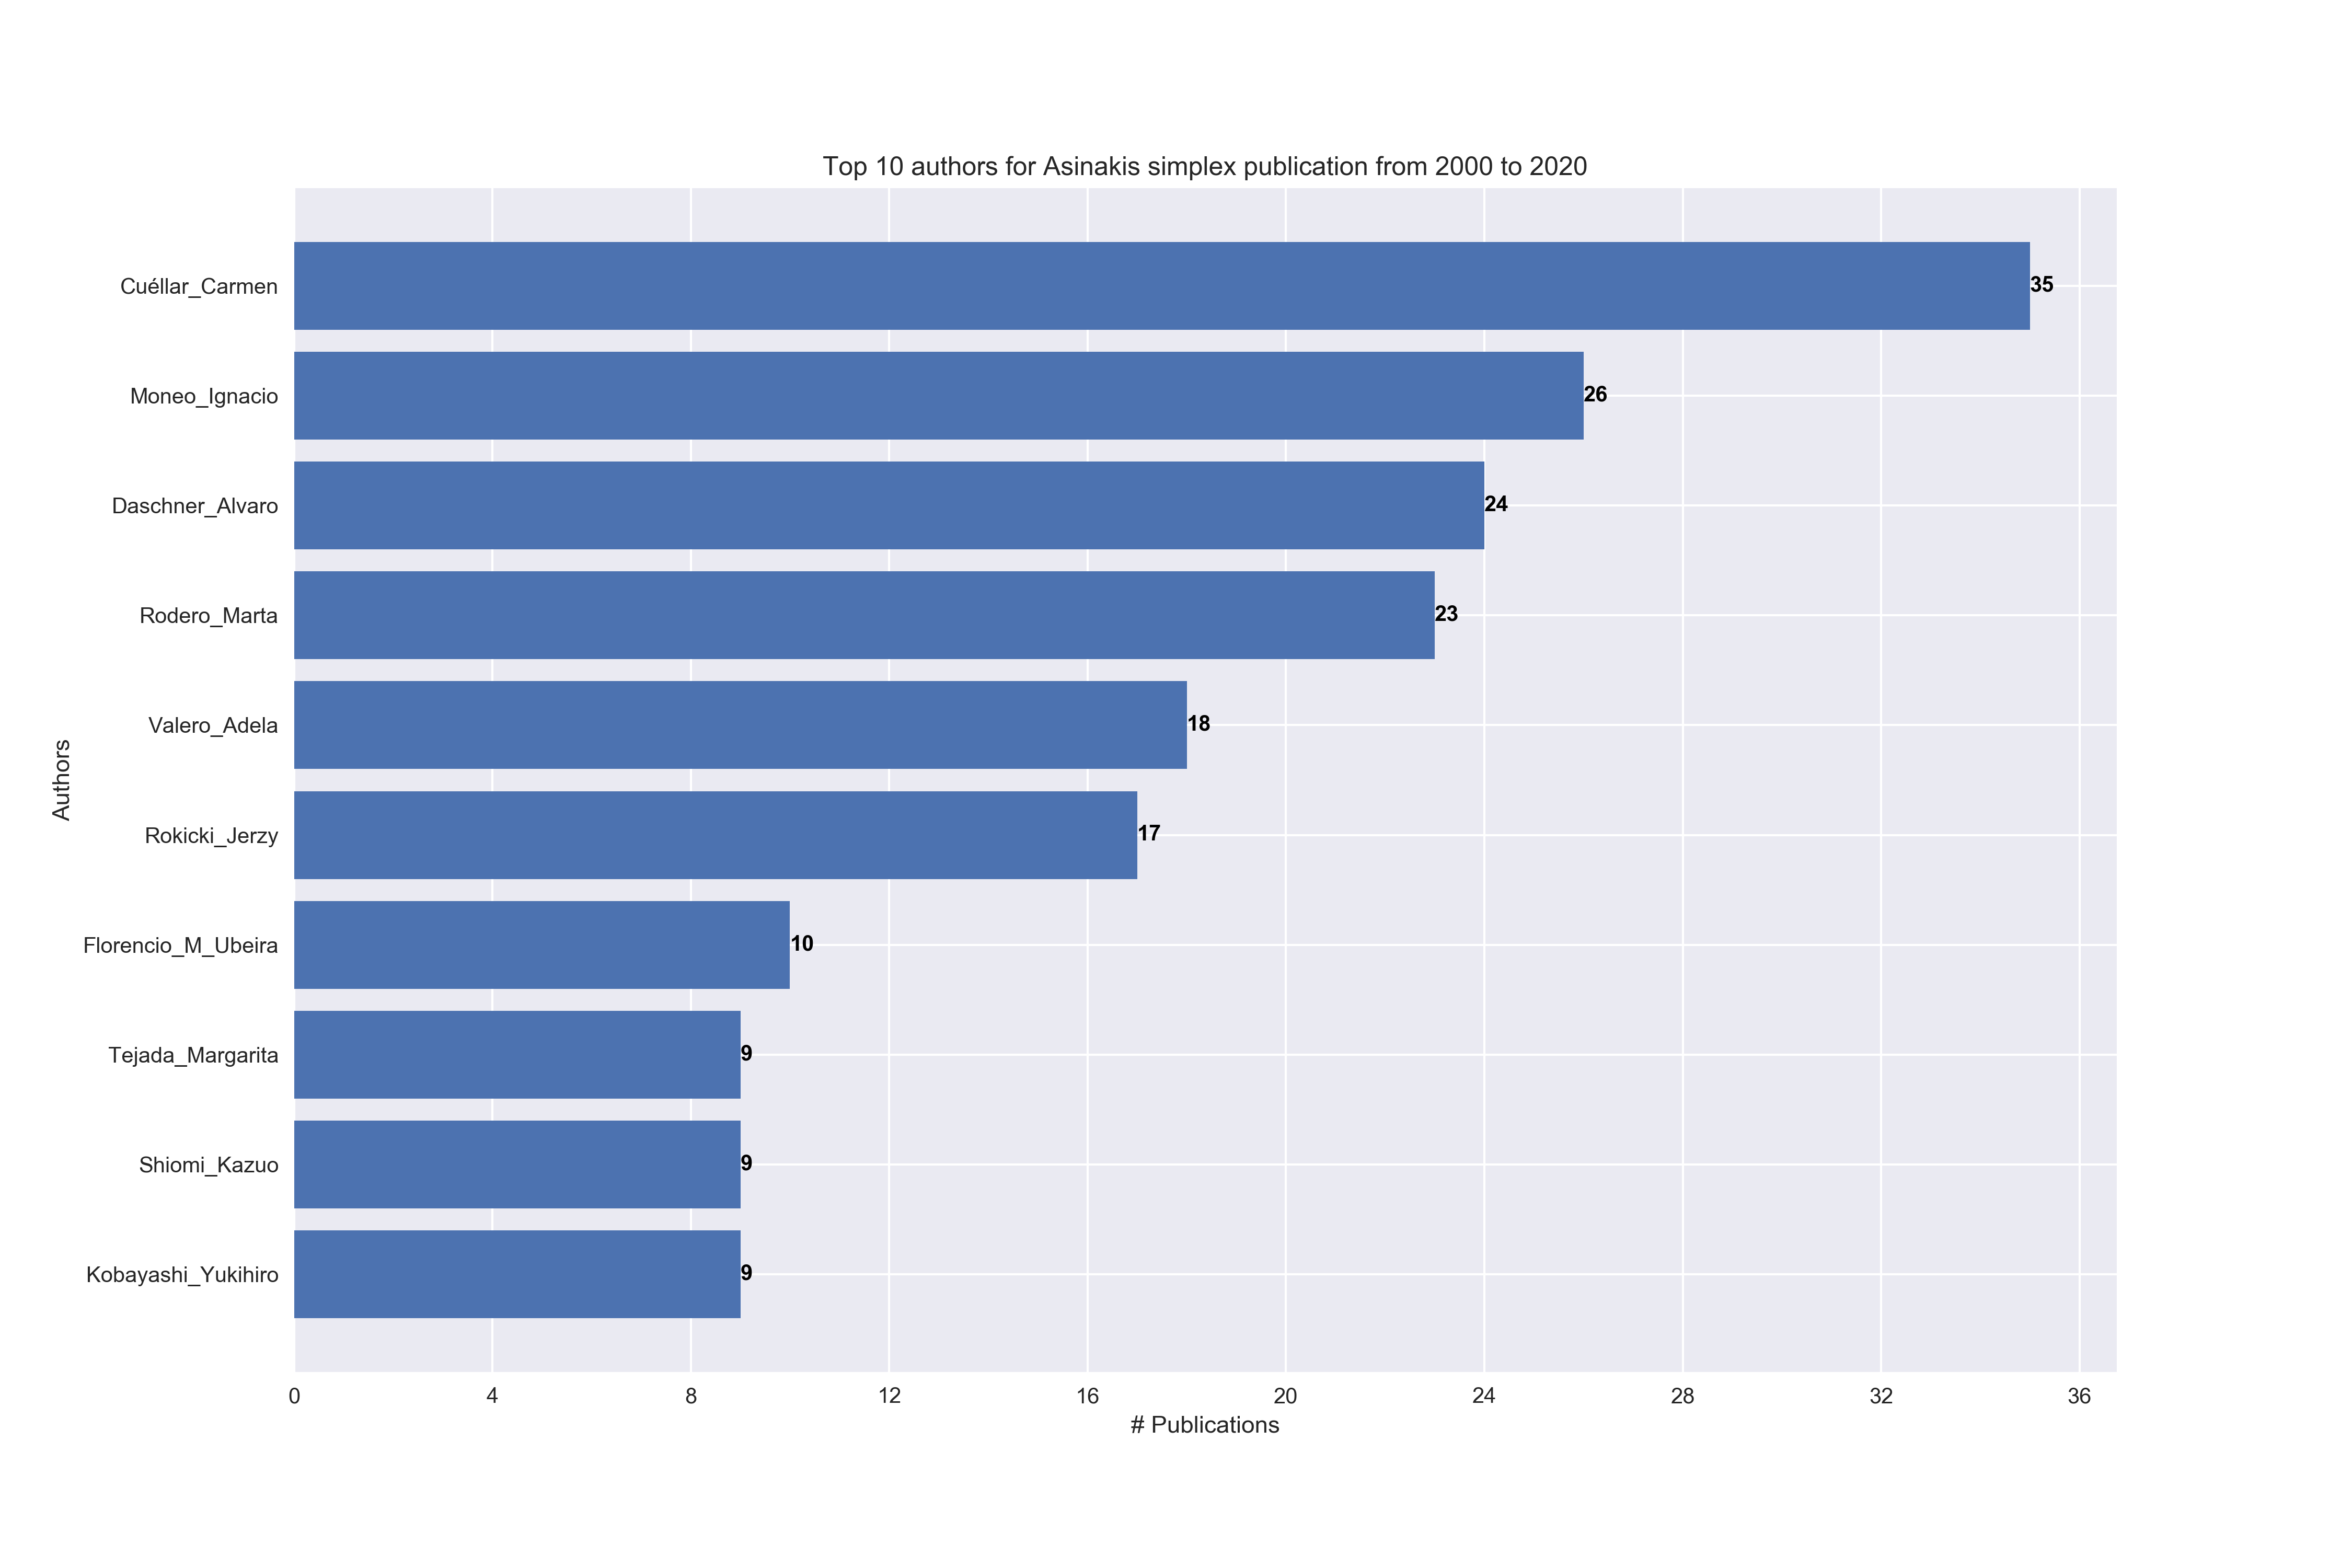 Top 10 authors for Asinakis simplex publication from 2000 to 2020
Cuéllar_Carmen 35
Moneo_Ignacio 26
Daschner_Alvaro 24
Rodero_Marta 23
Valero_Adela 18
Authors
Rokicki_Jerzy 17
Florencio_M_Ubeira 10
Tejada_Margarita 9
Shiomi_Kazuo 9
Kobayashi_Yukihiro 9
0 4 8 12 16 20 24 28 32 36
# Publications